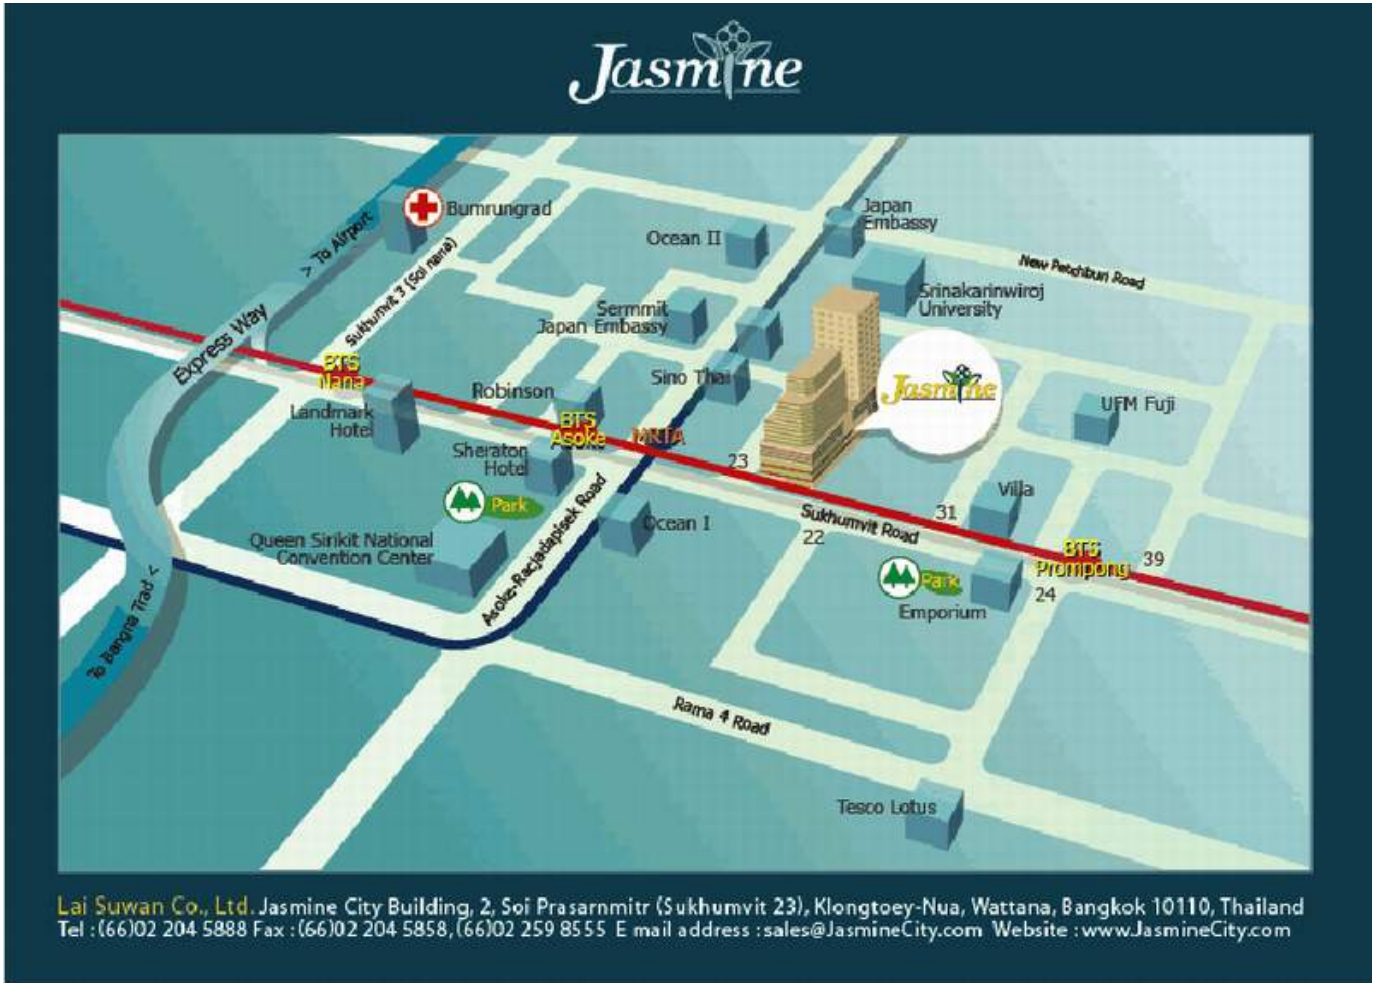 Jasmine
Bumrungrad
Japan
Embassy
Ocean II
> To Airport
Sukhumvit 3 (Soi nana)
New Petchburi Road
Srinakarinwiroj
University
Sermmit
Japan Embassy
Express Way
BTS
Nana
Sino Thai
Jasmine
Robinson
Landmark
Hotel
UFM Fuji
BTS
Asoke
Asoke
MRTA
Sheraton
Hotel
23
Park
Villa
Asoke-Racjadapisek Road
Ocean I
Sukhumvit Road
31
22
Queen Sirikit National
Convention Center
BTS
Prompong
39
Park
24
Emporium
To Bangna Trad <
Rama 4 Road
Tesco Lotus
Lai Suwan Co., Ltd. Jasmine City Building, 2, Soi Prasarnmitr (Sukhumvit 23), Klongtoey-Nua, Wattana, Bangkok 10110, Thailand
Tel :(66)02 204 5888 Fax :(66)02 204 5858,(66)02 259 8555 E mail address :sales@JasmineCity.com Website :www.JasmineCity.com